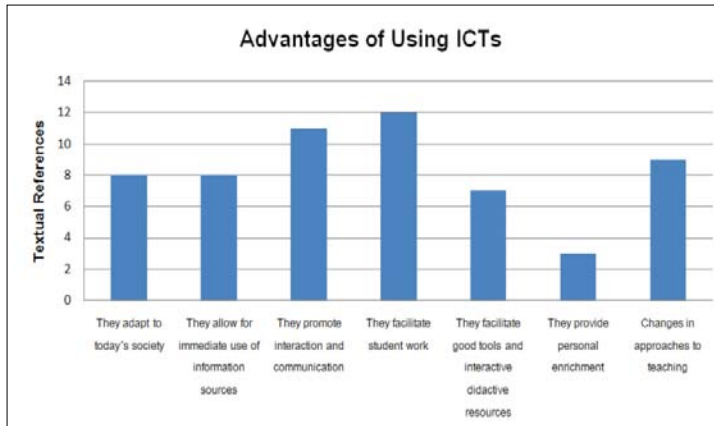 Advantages of Using ICTs
Textual References
14
12
10
8
6
4
2
0
They adapt to
today's society
They allow for
immediate use of
information
sources
They promote
interaction and
communication
They facilitate
student work
They facilitate
good tools and
interactive
didactive
resources
They provide
personal
enrichment
Changes in
approaches to
teaching